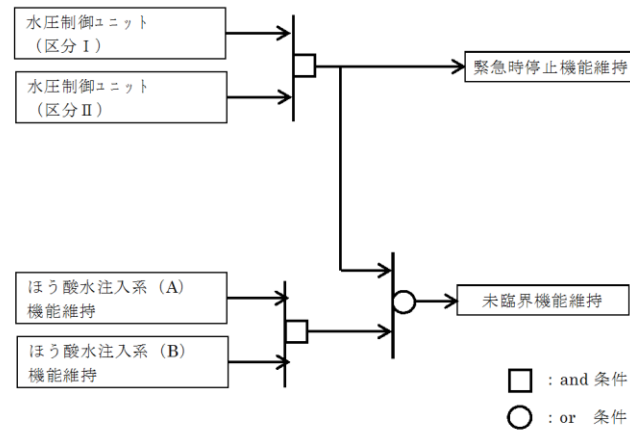 水圧制御ユニット
（区分Ⅰ）
緊急時停止機能維持
水圧制御ユニット
（区分Ⅱ）
ほう酸水注入系（A）
機能維持
未臨界機能維持
ほう酸水注入系（B）
機能維持
：and 条件
：or 条件